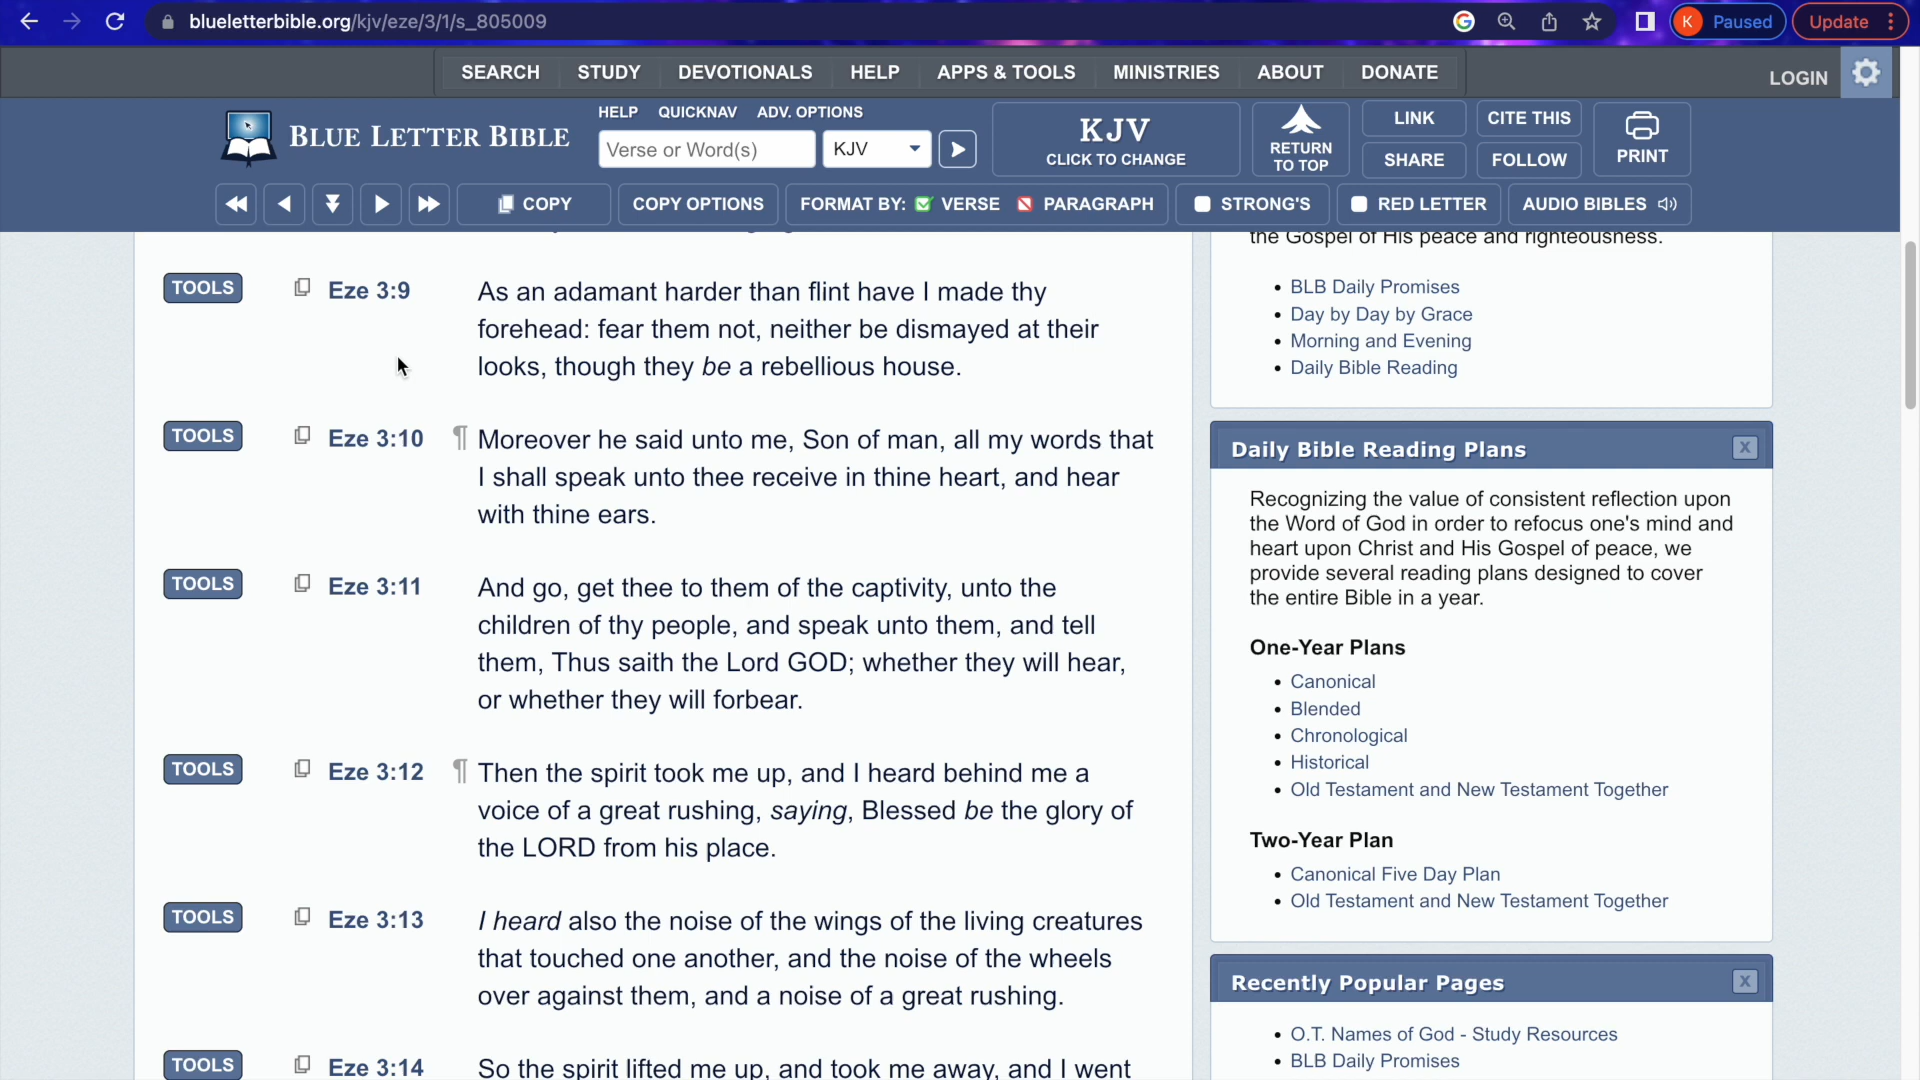 blueletterbible.org/kjv/eze/3/1/s_805009
K Paused
Update
SEARCH STUDY DEVOTIONALS HELP APPS & TOOLS MINISTRIES ABOUT DONATE
LOGIN
BLUE LETTER BIBLE
HELP QUICKNAV ADV. OPTIONS
Verse or Word(s) KJV
KJV
CLICK TO CHANGE
RETURN
TO TOP
LINK CITE THIS
SHARE FOLLOW
PRINT
COPY COPY OPTIONS FORMAT BY: VERSE PARAGRAPH STRONG'S RED LETTER AUDIO BIBLES
TOOLS Eze 3:9 As an adamant harder than flint have I made thy
forehead: fear them not, neither be dismayed at their
looks, though they be a rebellious house.
TOOLS Eze 3:10 ¶ Moreover he said unto me, Son of man, all my words that
I shall speak unto thee receive in thine heart, and hear
with thine ears.
TOOLS Eze 3:11 And go, get thee to them of the captivity, unto the
children of thy people, and speak unto them, and tell
them, Thus saith the Lord GOD; whether they will hear,
or whether they will forbear.
TOOLS Eze 3:12 ¶ Then the spirit took me up, and I heard behind me a
voice of a great rushing, saying, Blessed be the glory of
the LORD from his place.
TOOLS Eze 3:13 I heard also the noise of the wings of the living creatures
that touched one another, and the noise of the wheels
over against them, and a noise of a great rushing.
TOOLS Eze 3:14 So the spirit lifted me up, and took me away, and I went
the Gospel of His peace and righteousness.
• BLB Daily Promises
• Day by Day by Grace
• Morning and Evening
• Daily Bible Reading
Daily Bible Reading Plans X
Recognizing the value of consistent reflection upon
the Word of God in order to refocus one's mind and
heart upon Christ and His Gospel of peace, we
provide several reading plans designed to cover
the entire Bible in a year.
One-Year Plans
• Canonical
• Blended
• Chronological
• Historical
• Old Testament and New Testament Together
Two-Year Plan
• Canonical Five Day Plan
• Old Testament and New Testament Together
Recently Popular Pages X
• O.T. Names of God - Study Resources
• BLB Daily Promises